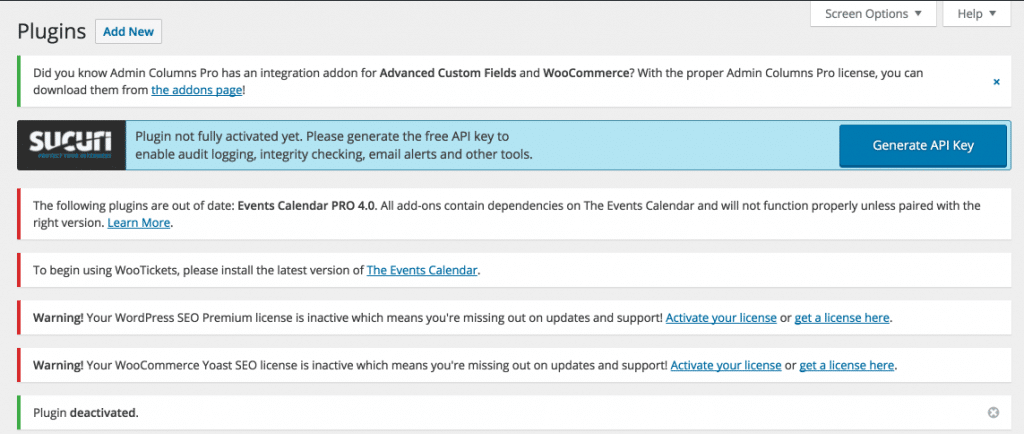 Screen Options ▼ Help ▼
Plugins Add New
Did you know Admin Columns Pro has an integration addon for Advanced Custom Fields and WooCommerce? With the proper Admin Columns Pro license, you can
download them from the addons page!
SUCURI Plugin not fully activated yet. Please generate the free API key to
enable audit logging, integrity checking, email alerts and other tools.
Generate API Key
The following plugins are out of date: Events Calendar PRO 4.0. All add-ons contain dependencies on The Events Calendar and will not function properly unless paired with the
right version. Learn More.
To begin using WooTickets, please install the latest version of The Events Calendar.
Warning! Your WordPress SEO Premium license is inactive which means you're missing out on updates and support! Activate your license or get a license here.
Warning! Your WooCommerce Yoast SEO license is inactive which means you're missing out on updates and support! Activate your license or get a license here.
Plugin deactivated.